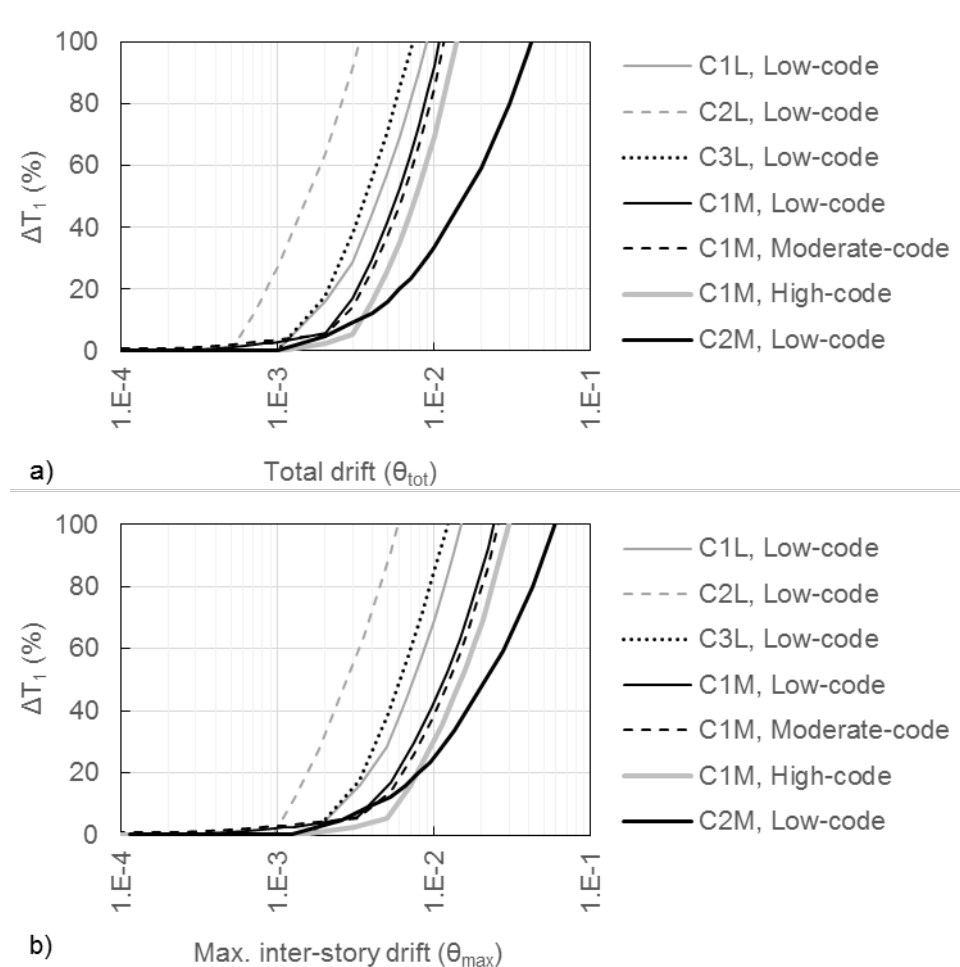 100
80
60
40
20
0
ΔT₁ (%)
1.E-4
1.E-3
1.E-2
1.E-1
a) Total drift (θtot)
C1L, Low-code
C2L, Low-code
C3L, Low-code
C1M, Low-code
C1M, Moderate-code
C1M, High-code
C2M, Low-code
100
80
60
40
20
0
ΔT₁ (%)
1.E-4
1.E-3
1.E-2
1.E-1
b) Max. inter-story drift (θmax)
C1L, Low-code
C2L, Low-code
C3L, Low-code
C1M, Low-code
C1M, Moderate-code
C1M, High-code
C2M, Low-code